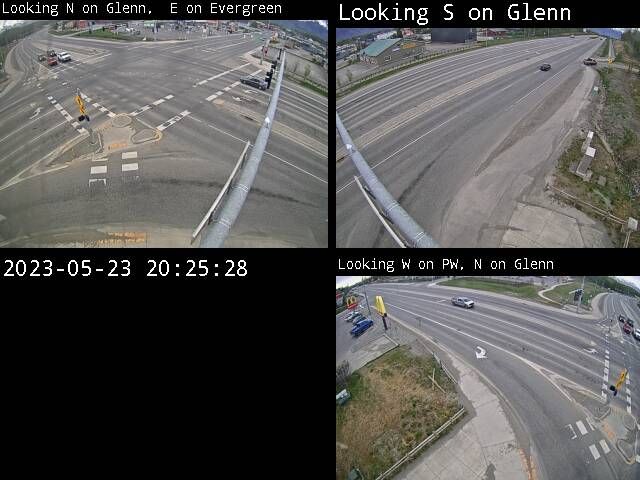 Looking N on Glenn,  E on Evergreen
Looking S on Glenn
2023-05-23 20:25:28
Looking W on PW, N on Glenn